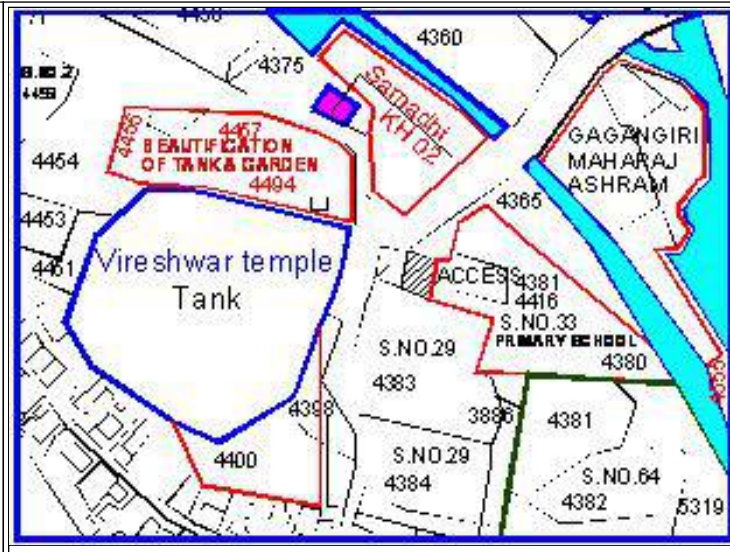 4360
4375
Samadhi
KH 02
4459
4466
4467
BEAUTIFICATION
OF TANK & GARDEN
4494
GAGANGIRI
MAHARAJ
ASHRAM
4454
4365
4453
4451
Vireshwar temple
Tank
ACCESS
4381
4416
S.NO.33
PRIMARY SCHOOL
4380
S.NO.29
4383
4398
3886
4381
4400
S.NO.29
4384
S.NO.64
4382
5319